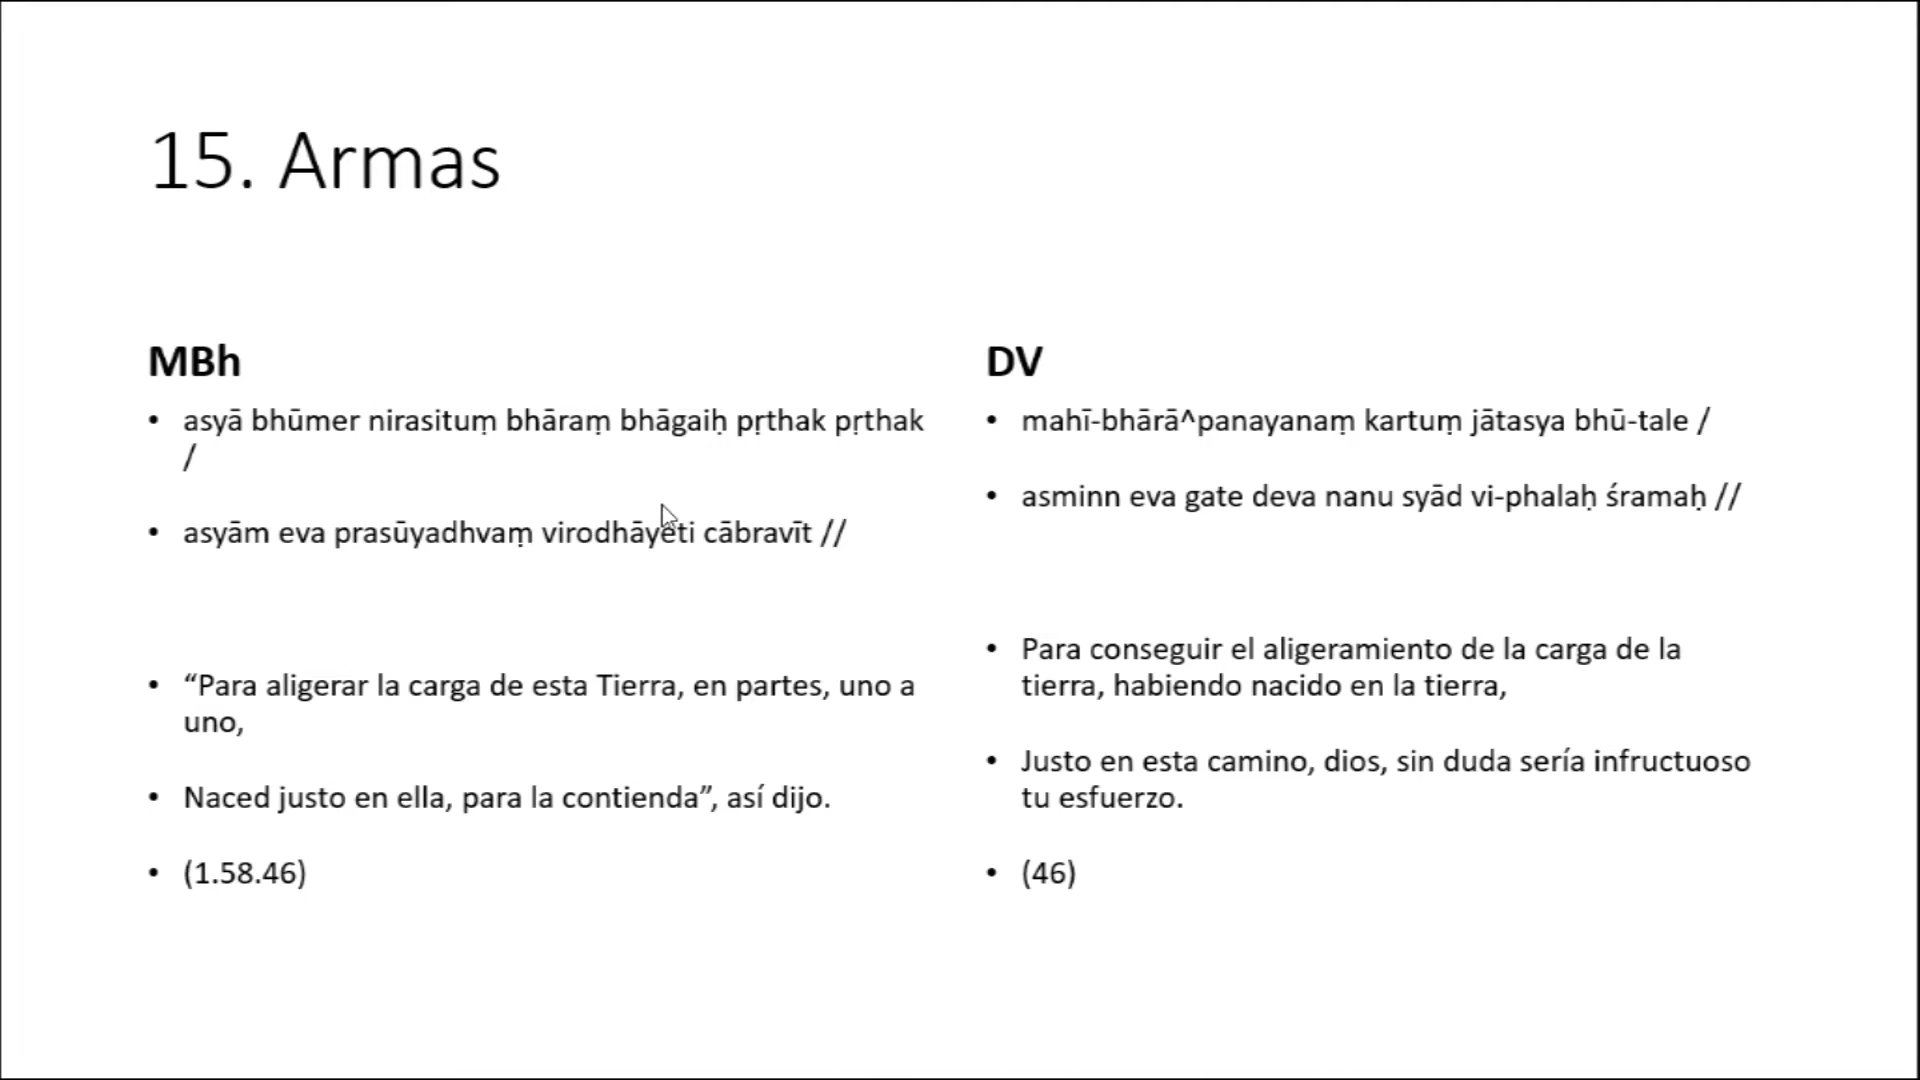 15. Armas
MBh
• asyā bhūmer nirasituṃ bhāraṃ bhāgaiḥ pṛthak pṛthak
/
• asyām eva prasūyadhvaṃ virodhāyeti cābravīt //
• “Para aligerar la carga de esta Tierra, en partes, uno a
uno,
• Naced justo en ella, para la contienda”, así dijo.
• (1.58.46)
DV
• mahī-bhārā^panayanaṃ kartuṃ jātasya bhū-tale /
• asminn eva gate deva nanu syād vi-phalaḥ śramaḥ //
• Para conseguir el aligeramiento de la carga de la
tierra, habiendo nacido en la tierra,
• Justo en esta camino, dios, sin duda sería infructuoso
tu esfuerzo.
• (46)